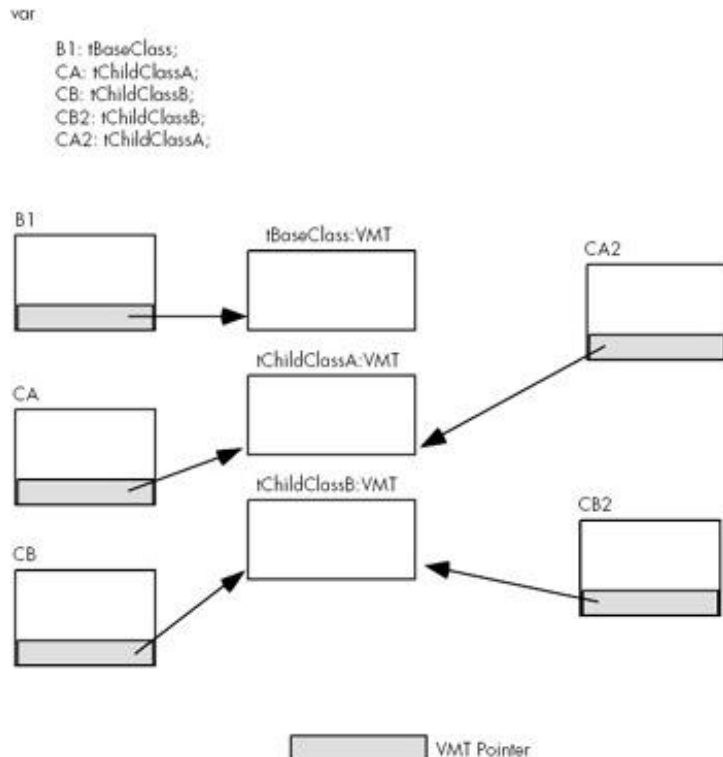 var
B1: tBaseClass;
CA: tChildClassA;
CB: tChildClassB;
CB2: tChildClassB;
CA2: tChildClassA;
B1
tBaseClass:VMT
CA2
tChildClassA:VMT
CA
tChildClassB:VMT
CB2
CB
VMT Pointer